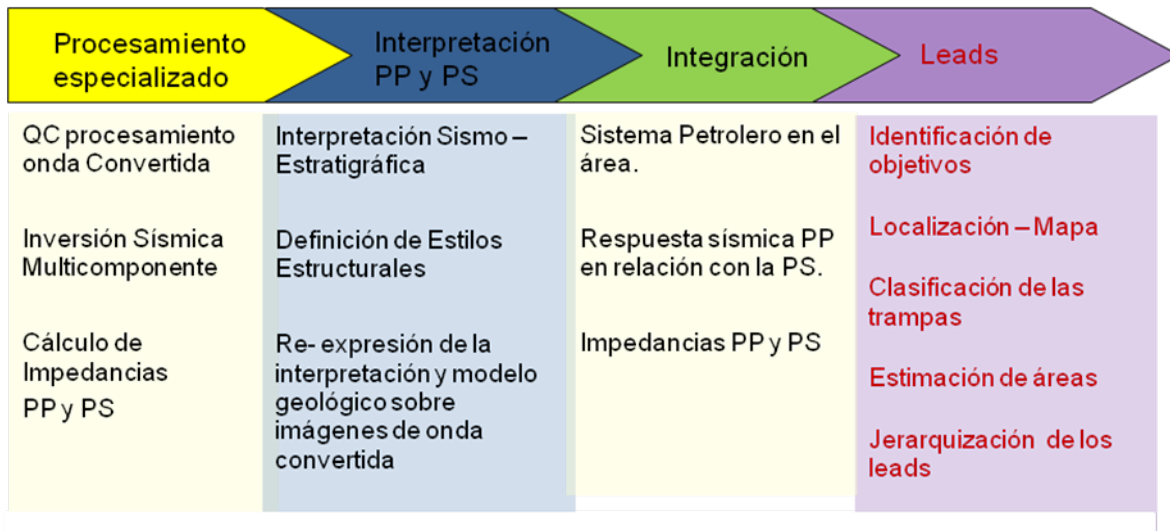 Procesamiento
especializado
Interpretación
PP y PS
Integración
Leads
QC procesamiento
onda Convertida
Inversión Sísmica
Multicomponente
Cálculo de
Impedancias
PP y PS
Interpretación Sismo –
Estratigráfica
Definición de Estilos
Estructurales
Re- expresión de la
interpretación y modelo
geológico sobre
imágenes de onda
convertida
Sistema Petrolero en el
área.
Respuesta sísmica PP
en relación con la PS.
Impedancias PP y PS
Identificación de
objetivos
Localización – Mapa
Clasificación de las
trampas
Estimación de áreas
Jerarquización de los
leads